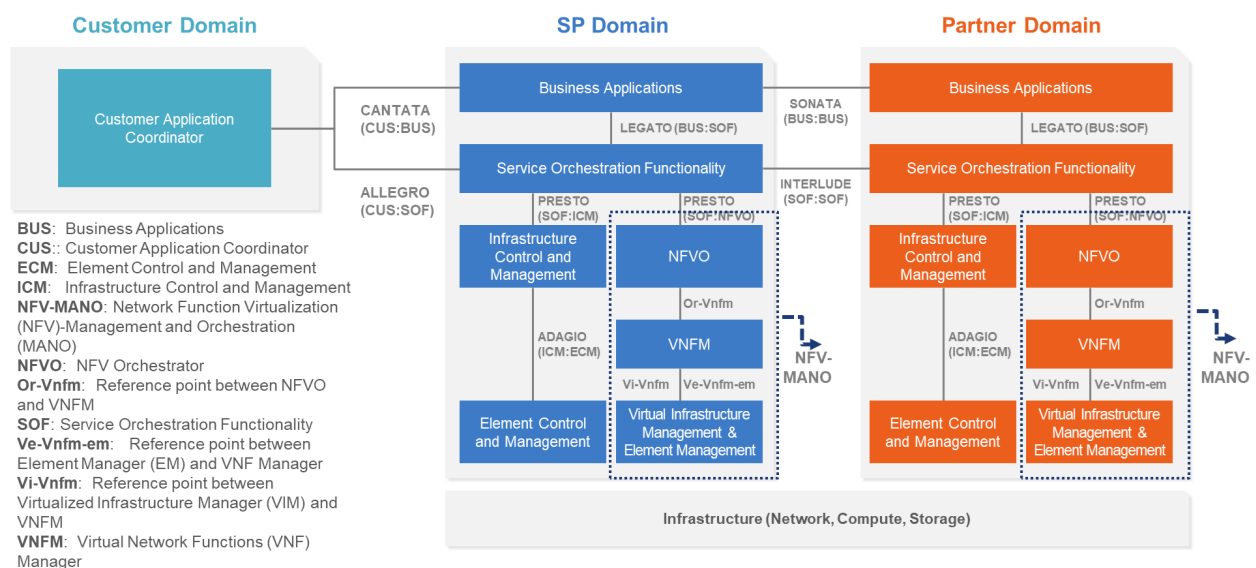 Customer Domain
SP Domain
Partner Domain
Customer Application
Coordinator
CANTATA
(CUS:BUS)
ALLEGRO
(CUS:SOF)
Business Applications
LEGATO (BUS:SOF)
Service Orchestration Functionality
PRESTO
(SOF:ICM)
PRESTO
(SOF:NFVO)
Infrastructure
Control and
Management
NFVO
Or-Vnfm
ADAGIO
(ICM:ECM)
VNFM
Vi-Vnfm
Ve-Vnfm-em
Element Control
and Management
Virtual Infrastructure
Management &
Element Management
NFV-
MANO
SONATA
(BUS:BUS)
INTERLUDE
(SOF:SOF)
Business Applications
LEGATO (BUS:SOF)
Service Orchestration Functionality
PRESTO
(SOF:ICM)
PRESTO
(SOF:NFVO)
Infrastructure
Control and
Management
NFVO
Or-Vnfm
ADAGIO
(ICM:ECM)
VNFM
Vi-Vnfm
Ve-Vnfm-em
Element Control
and Management
Virtual Infrastructure
Management &
Element Management
NFV-
MANO
BUS: Business Applications
CUS:: Customer Application Coordinator
ECM: Element Control and Management
ICM: Infrastructure Control and Management
NFV-MANO: Network Function Virtualization
(NFV)-Management and Orchestration
(MANO)
NFVO: NFV Orchestrator
Or-Vnfm: Reference point between NFVO
and VNFM
SOF: Service Orchestration Functionality
Ve-Vnfm-em: Reference point between
Element Manager (EM) and VNF Manager
Vi-Vnfm: Reference point between
Virtualized Infrastructure Manager (VIM) and
VNFM
VNFM: Virtual Network Functions (VNF)
Manager
Infrastructure (Network, Compute, Storage)